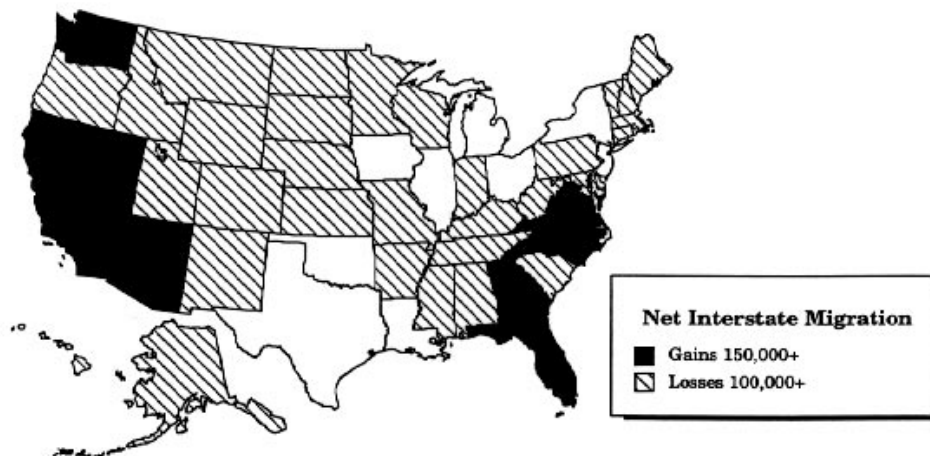 Net Interstate Migration
Gains 150,000+
Losses 100,000+